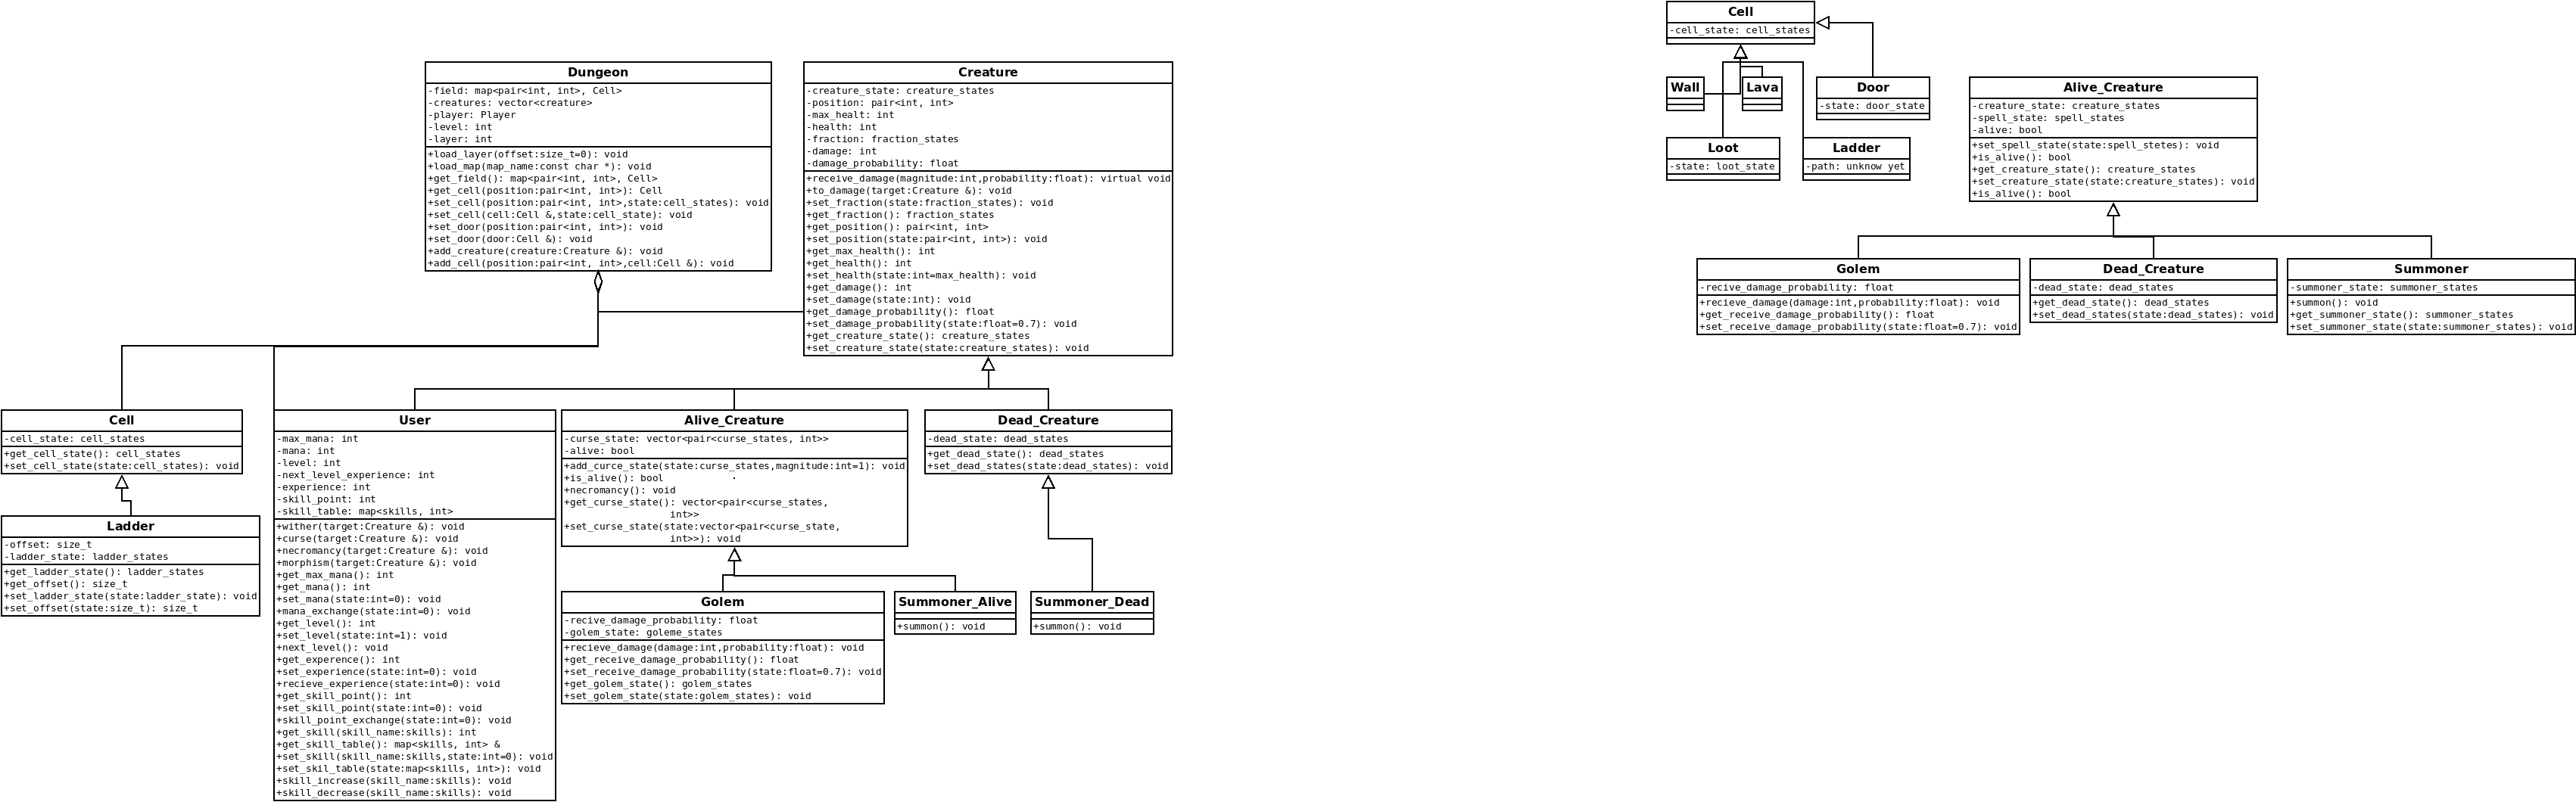 Dungeon
-field: map<pair<int, int>, Cell>
-creatures: vector<creature>
-player: Player
-level: int
-layer: int
+load_layer(offset:size_t=0): void
+load_map(map_name:const char *): void
+get_field(): map<pair<int, int>, Cell>
+get_cell(position:pair<int, int>): Cell
+set_cell(position:pair<int, int>,state:cell_states): void
+set_cell(cell:Cell &,state:cell_state): void
+set_door(position:pair<int, int>): void
+set_door(door:Cell &): void
+add_creature(creature:Creature &): void
+add_cell(position:pair<int, int>,cell:Cell &): void
Creature
-creature_state: creature_states
-position: pair<int, int>
-max_healt: int
-health: int
-fraction: fraction_states
-damage: int
-damage_probability: float
+receive_damage(magnitude:int,probability:float): virtual void
+to_damage(target:Creature &): void
+set_fraction(state:fraction_states): void
+get_fraction(): fraction_states
+get_position(): pair<int, int>
+set_position(state:pair<int, int>): void
+get_max_health(): int
+get_health(): int
+set_health(state:int=max_health): void
+get_damage(): int
+set_damage(state:int): void
+get_damage_probability(): float
+set_damage_probability(state:float=0.7): void
+get_creature_state(): creature_states
+set_creature_state(state:creature_states): void
Cell
-cell_state: cell_states
+get_cell_state(): cell_states
+set_cell_state(state:cell_states): void
Ladder
-offset: size_t
-ladder_state: ladder_states
+get_ladder_state(): ladder_states
+get_offset(): size_t
+set_ladder_state(state:ladder_state): void
+set_offset(state:size_t): size_t
User
-max_mana: int
-mana: int
-level: int
-next_level_experience: int
-experience: int
-skill_point: int
-skill_table: map<skills, int>
+wither(target:Creature &): void
+curse(target:Creature &): void
+necromancy(target:Creature &): void
+morphism(target:Creature &): void
+get_max_mana(): int
+get_mana(): int
+set_mana(state:int=0): void
+mana_exchange(state:int=0): void
+get_level(): int
+set_level(state:int=1): void
+next_level(): void
+get_experence(): int
+set_experience(state:int=0): void
+recieve_experience(state:int=0): void
+get_skill_point(): int
+set_skill_point(state:int=0): void
+skill_point_exchange(state:int=0): void
+get_skill(skill_name:skills): int
+get_skill_table(): map<skills, int> &
+set_skill(skill_name:skills,state:int=0): void
+set_skil_table(state:map<skills, int>): void
+skill_increase(skill_name:skills): void
+skill_decrease(skill_name:skills): void
Alive_Creature
-curse_state: vector<pair<curse_states, int>>
-alive: bool
+add_curce_state(state:curse_states,magnitude:int=1): void
+is_alive(): bool
+necromancy(): void
+get_curse_state(): vector<pair<curse_states,
int>>
+set_curse_state(state:vector<pair<curse_state,
int>>): void
Dead_Creature
-dead_state: dead_states
+get_dead_state(): dead_states
+set_dead_states(state:dead_states): void
Golem
-recive_damage_probability: float
-golem_state: goleme_states
+recieve_damage(damage:int,probability:float): void
+get_receive_damage_probability(): float
+set_receive_damage_probability(state:float=0.7): void
+get_golem_state(): golem_states
+set_golem_state(state:golem_states): void
Summoner_Alive
+summon(): void
Summoner_Dead
+summon(): void
Cell
-cell_state: cell_states
Wall
Lava
Door
-state: door_state
Loot
-state: loot_state
Ladder
-path: unknow yet
Alive_Creature
-creature_state: creature_states
-spell_state: spell_states
-alive: bool
+set_spell_state(state:spell_stetes): void
+is_alive(): bool
+get_creature_state(): creature_states
+set_creature_state(state:creature_states): void
+is_alive(): bool
Golem
-recive_damage_probability: float
+recieve_damage(damage:int,probability:float): void
+get_receive_damage_probability(): float
+set_receive_damage_probability(state:float=0.7): void
Dead_Creature
-dead_state: dead_states
+get_dead_state(): dead_states
+set_dead_states(state:dead_states): void
Summoner
-summoner_state: summoner_states
+summon(): void
+get_summoner_state(): summoner_states
+set_summoner_state(state:summoner_states): void